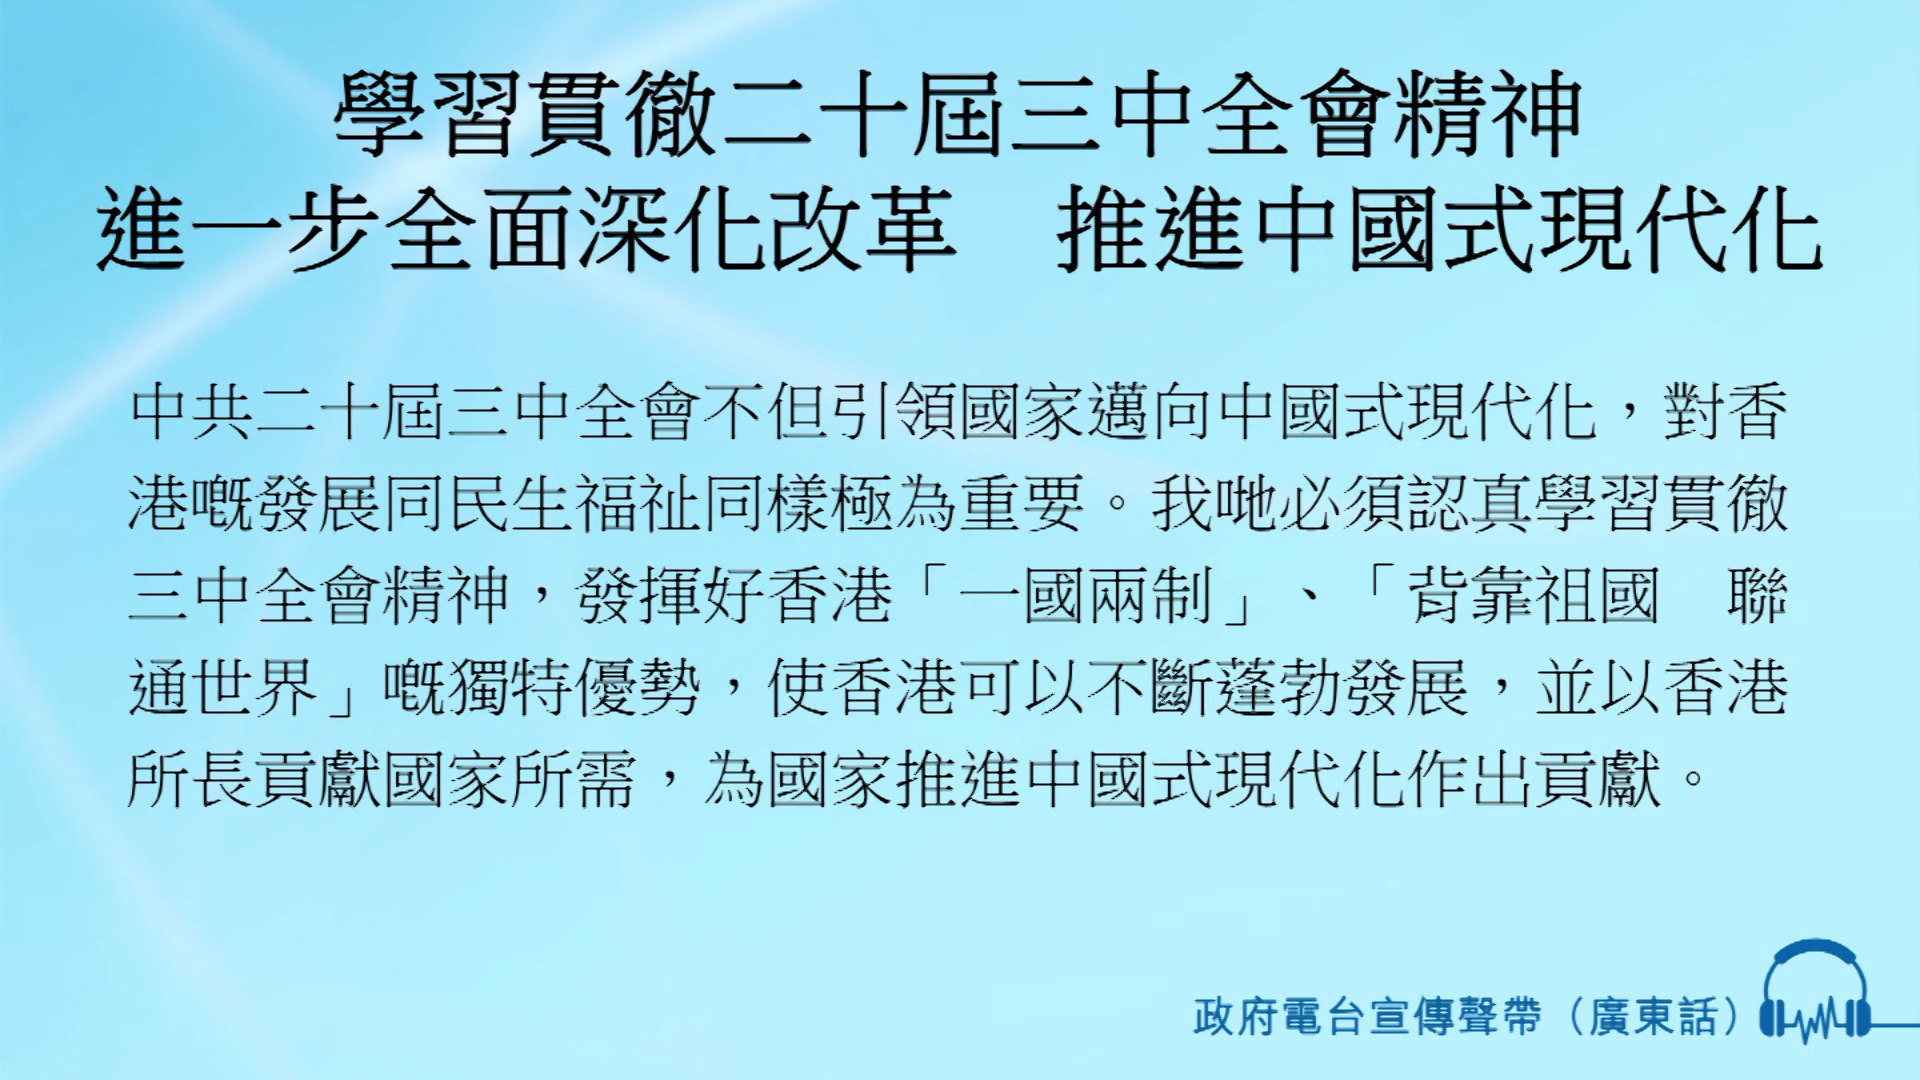 學習貫徹二十屆三中全會精神
進一步全面深化改革　推進中國式現代化
中共二十屆三中全會不但引領國家邁向中國式現代化，對香
港嘅發展同民生福祉同樣極為重要。我哋必須認真學習貫徹
三中全會精神，發揮好香港「一國兩制」、「背靠祖國　聯
通世界」嘅獨特優勢，使香港可以不斷蓬勃發展，並以香港
所長貢獻國家所需，為國家推進中國式現代化作出貢獻。
政府電台宣傳聲帶（廣東話）